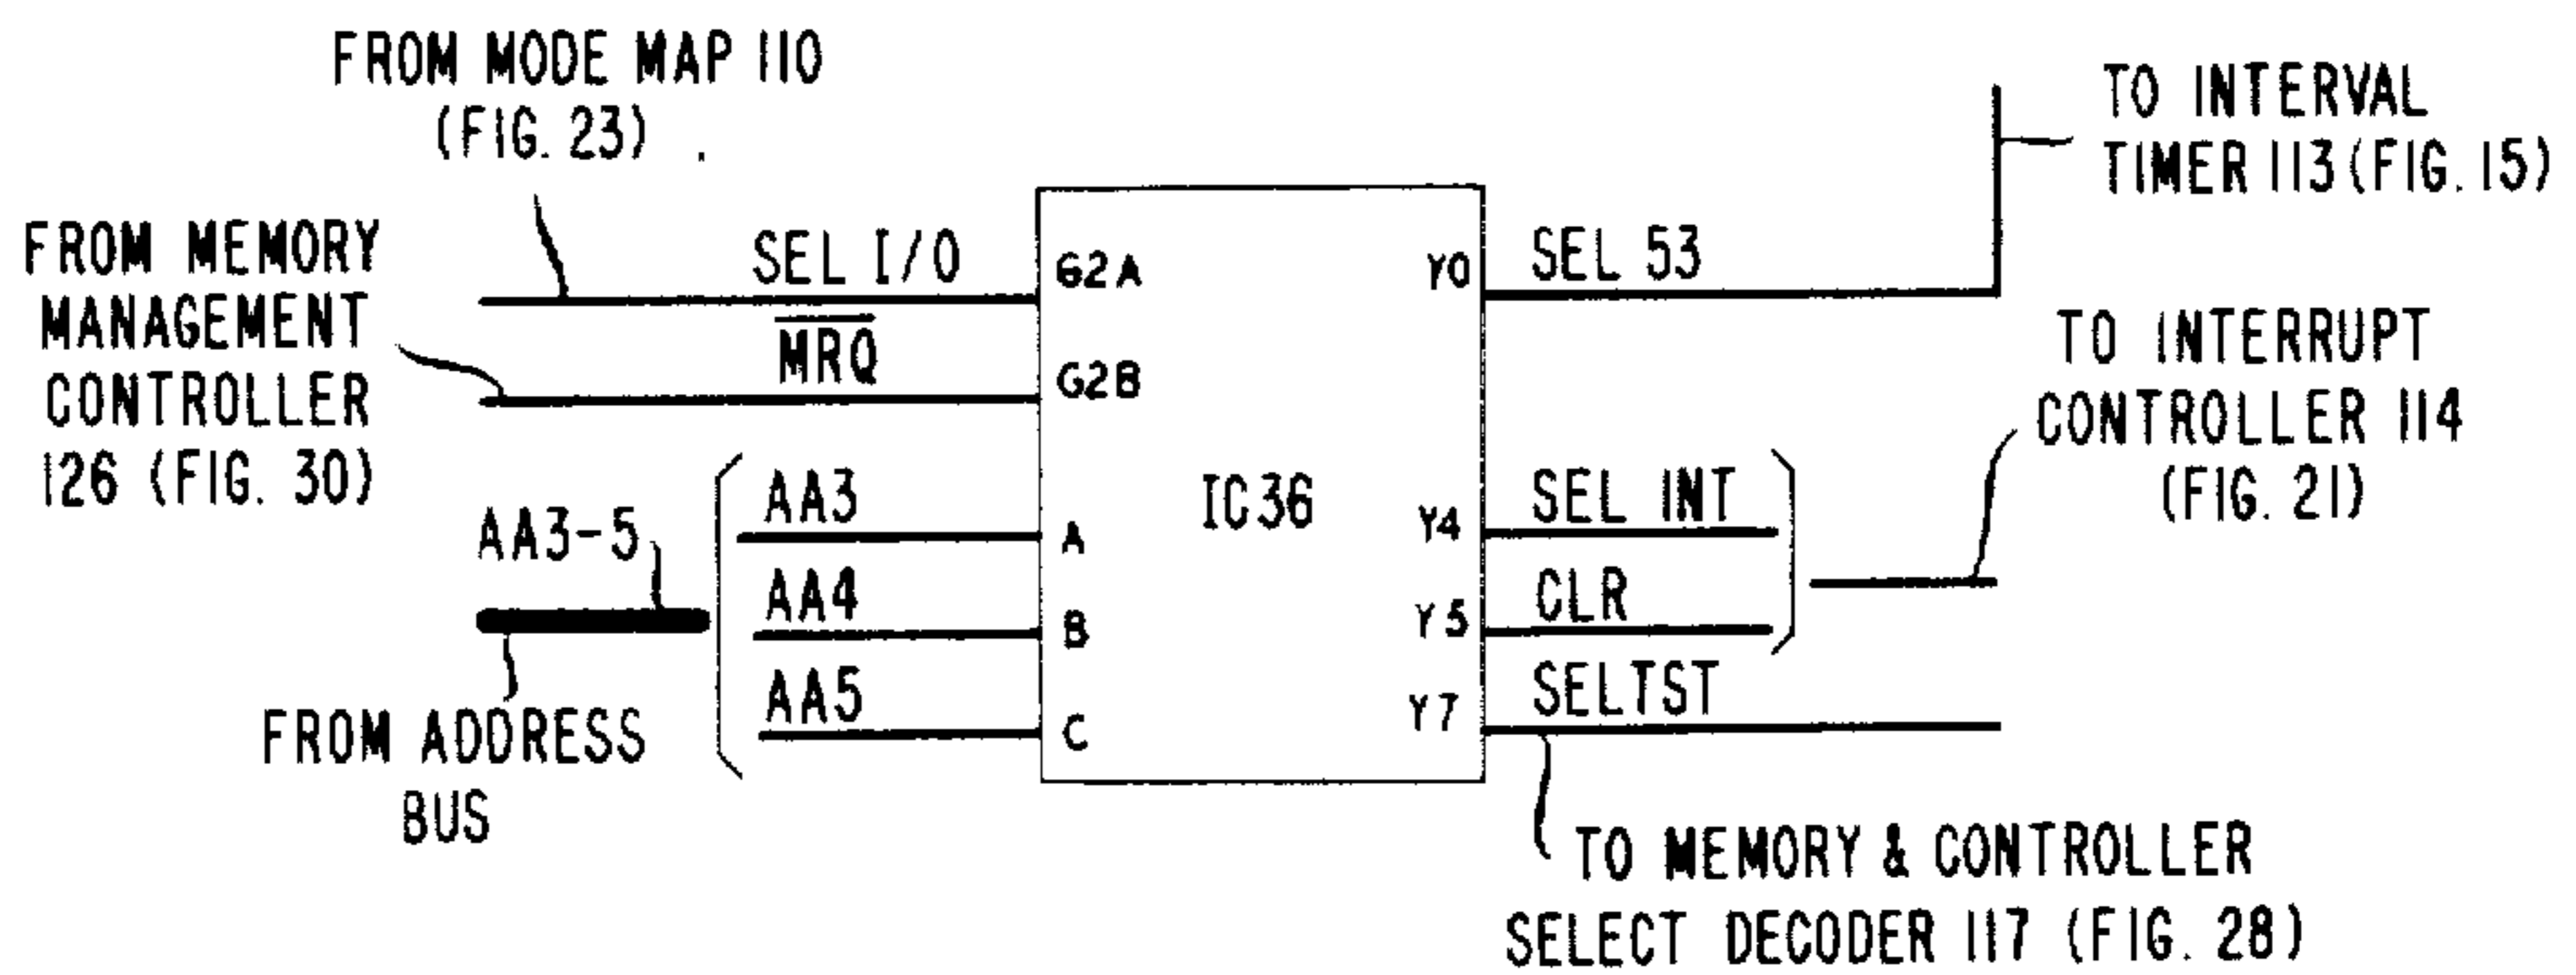 FROM MODE MAP 110
(FIG. 23)
FROM MEMORY
MANAGEMENT
CONTROLLER
126 (FIG. 30)
SEL I/O
MRQ
AA3-5
AA3
AA4
AA5
FROM ADDRESS
BUS
G2A
G2B
A
B
C
IC36
Y0
Y4
Y5
Y7
SEL 53
SEL INT
CLR
SELTST
TO INTERVAL
TIMER 113 (FIG. 15)
TO INTERRUPT
CONTROLLER 114
(FIG. 21)
TO MEMORY & CONTROLLER
SELECT DECODER 117 (FIG. 28)